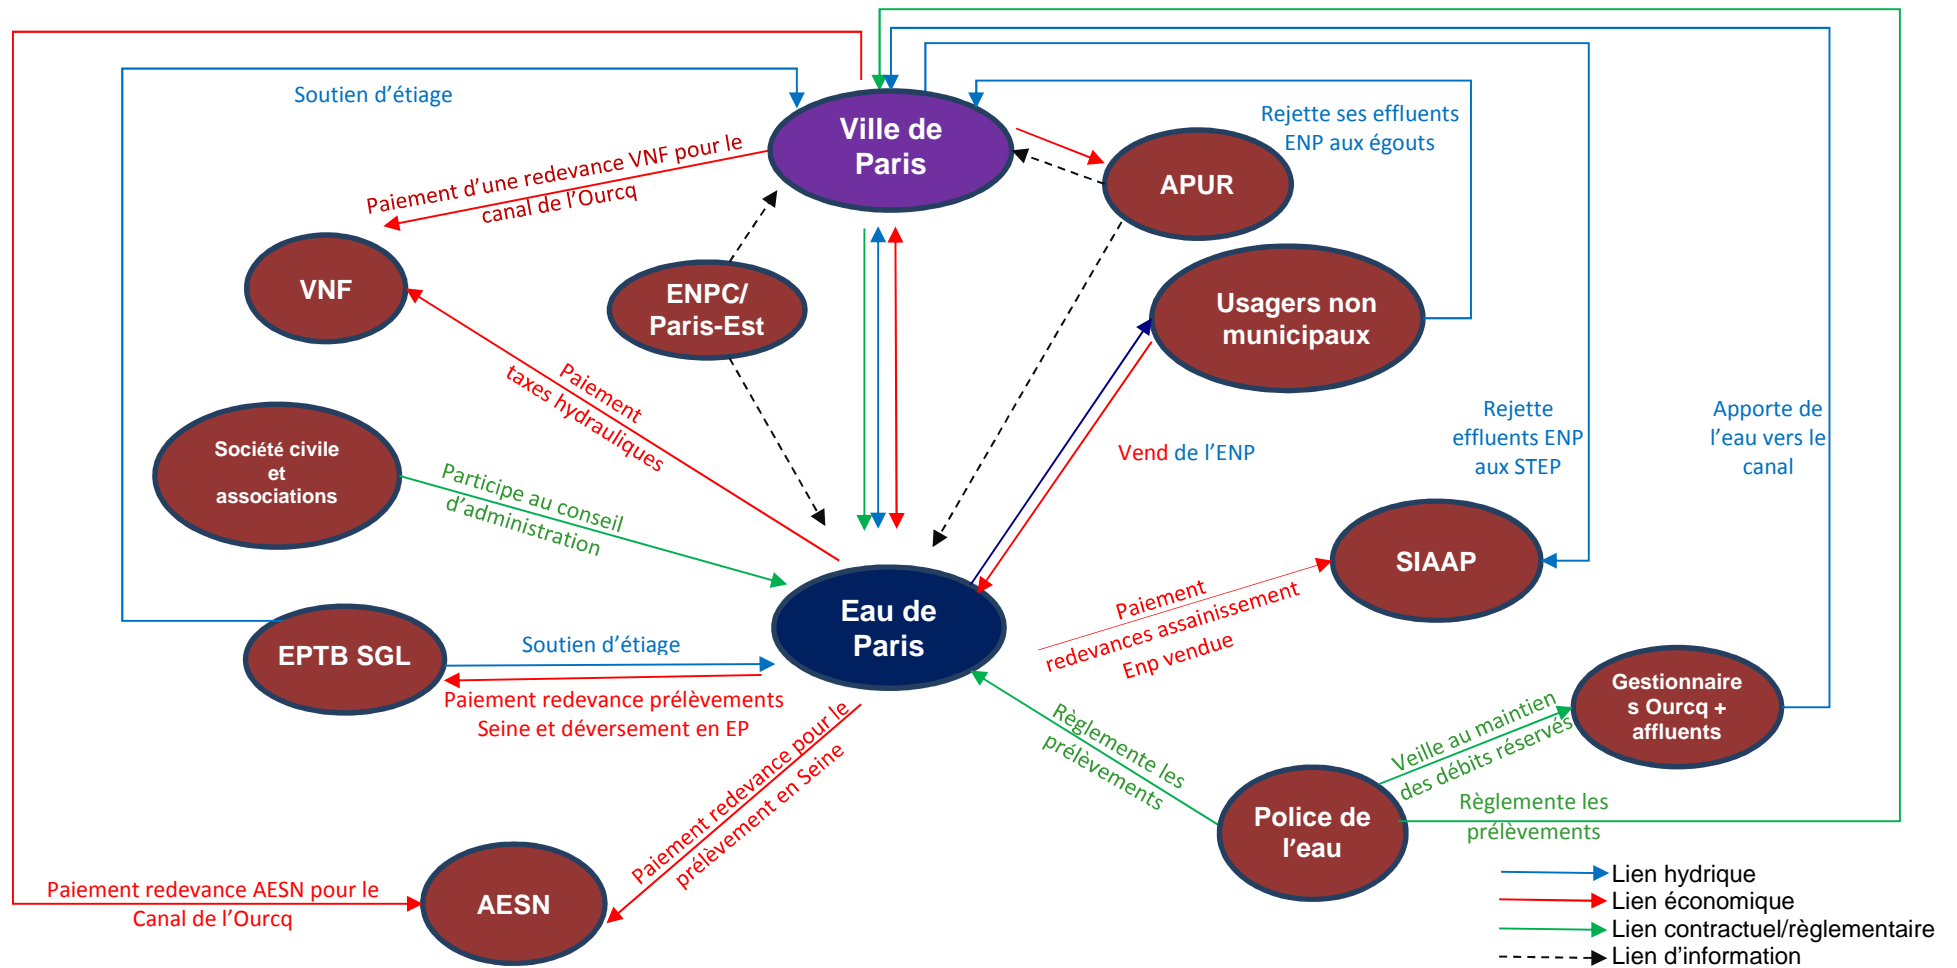 Soutien d'étiage
Ville de
Paris
Rejette ses effluents
ENP aux égouts
APUR
Paiement d'une redevance VNF pour le
canal de l'Ourcq
VNF
ENPC/
Paris-Est
Usagers non
municipaux
Paiement
taxes hydrauliques
Société civile
et
associations
Participe au conseil
d'administration
Vend de l'ENP
Rejette
effluents ENP
aux STEP
Apporte de
l'eau vers le
canal
SIAAP
Paiement
redevances assainissement
Enp vendue
Eau de
Paris
EPTB SGL
Soutien d'étiage
Paiement redevance prélèvements
Seine et déversement en EP
Paiement redevance pour le
prélèvement en Seine
Règlemente les
prélèvements
Veille au maintien
des débits réservés
Gestionnaire
s Ourcq +
affluents
Police de
l'eau
Règlemente les
prélèvements
Paiement redevance AESN pour le
Canal de l'Ourcq
AESN
Lien hydrique
Lien économique
Lien contractuel/règlementaire
Lien d'information